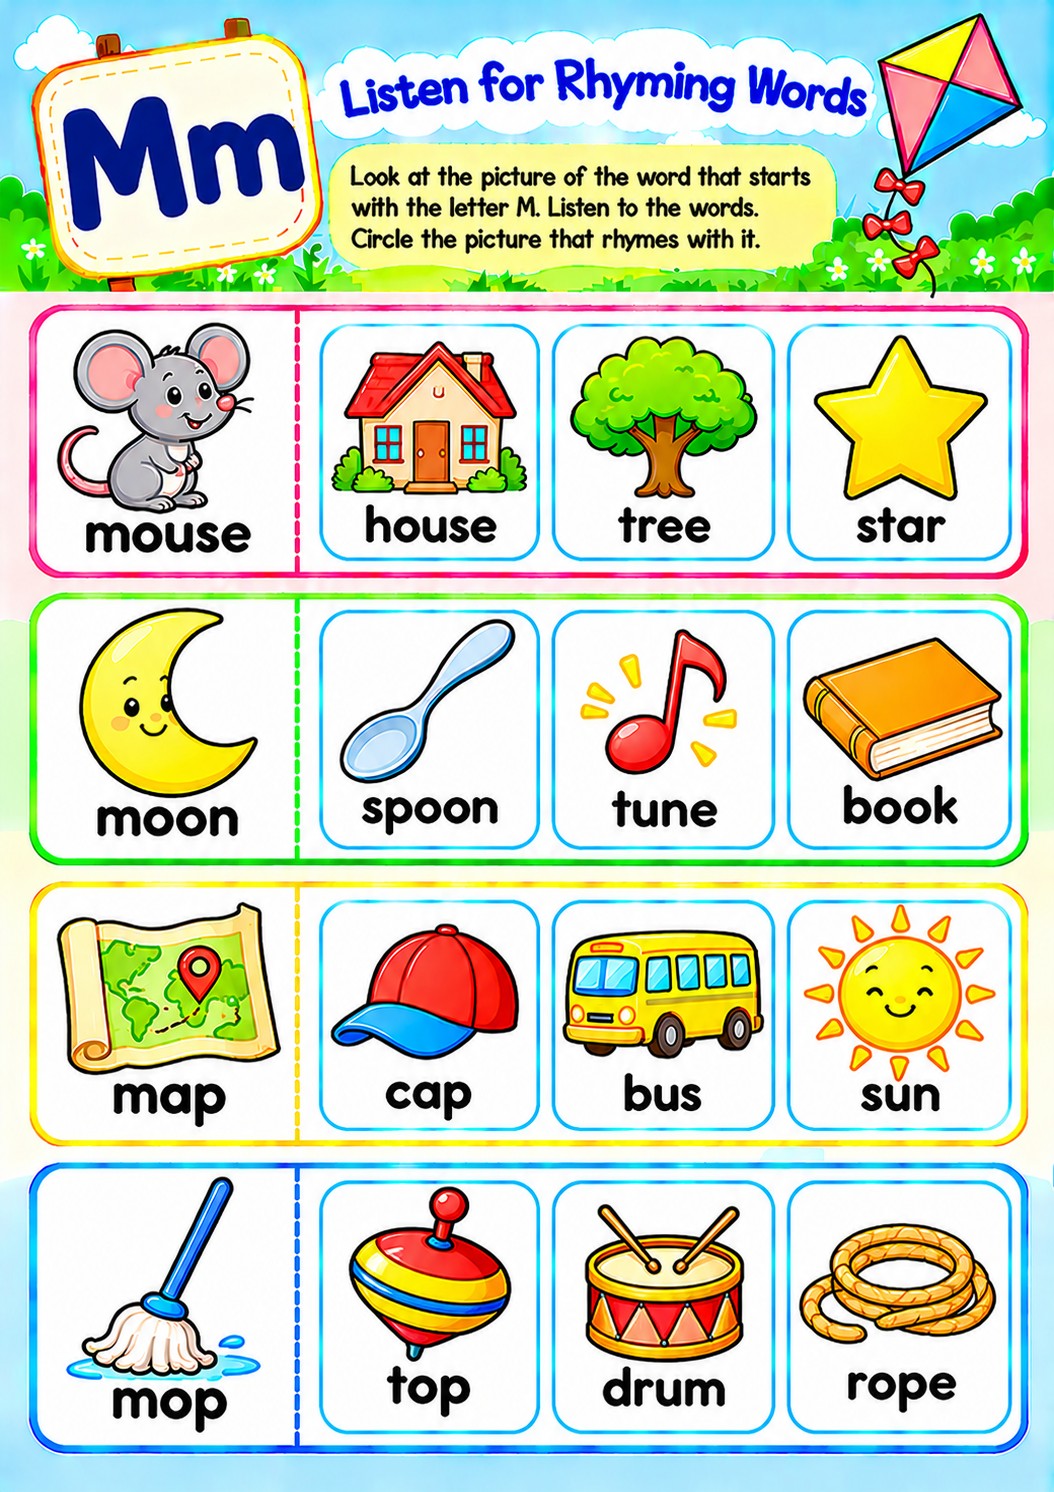 Mm
Listen for Rhyming Words
Look at the picture of the word that starts
with the letter M. Listen to the words.
Circle the picture that rhymes with it.
mouse
house
tree
star
moon
spoon
tune
book
map
cap
bus
sun
mop
top
drum
rope